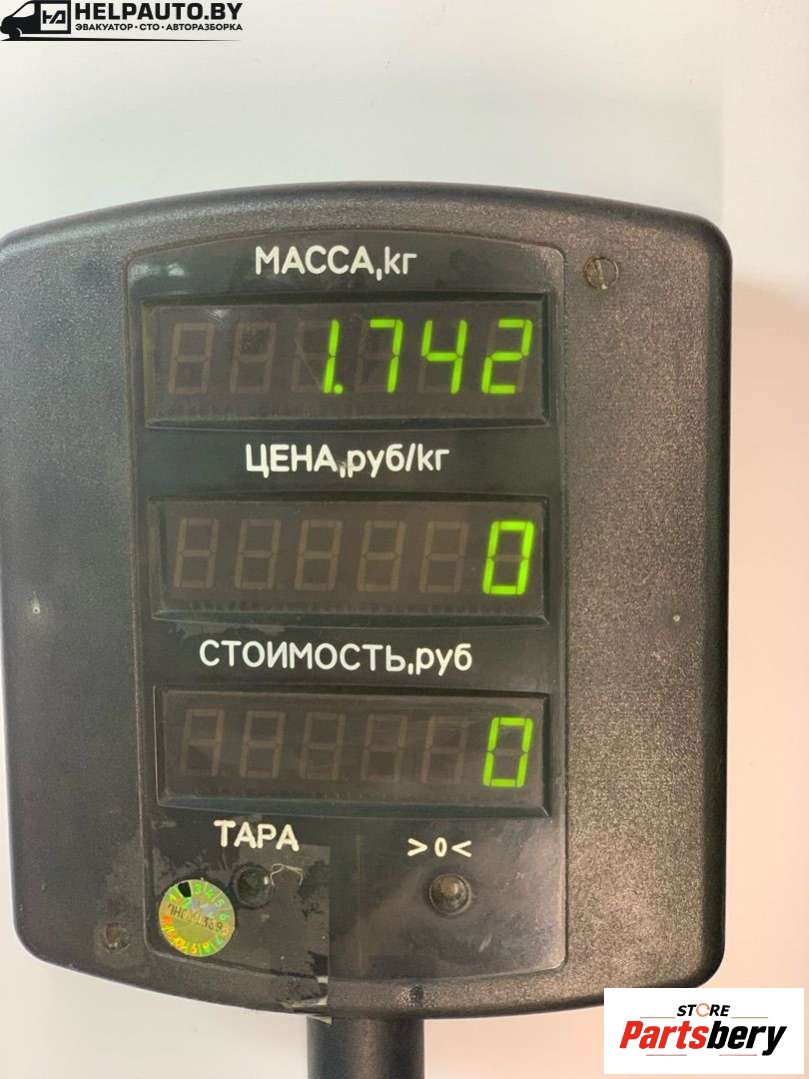 HELPAUTO.BY
ЭВАКУАТОР • СТО • АВТОРАЗБОРКА
МАССА,кг
1.742
ЦЕНА,руб/кг
0
СТОИМОСТЬ,руб
0
ТАРА
>0<
STORE
Partsbery